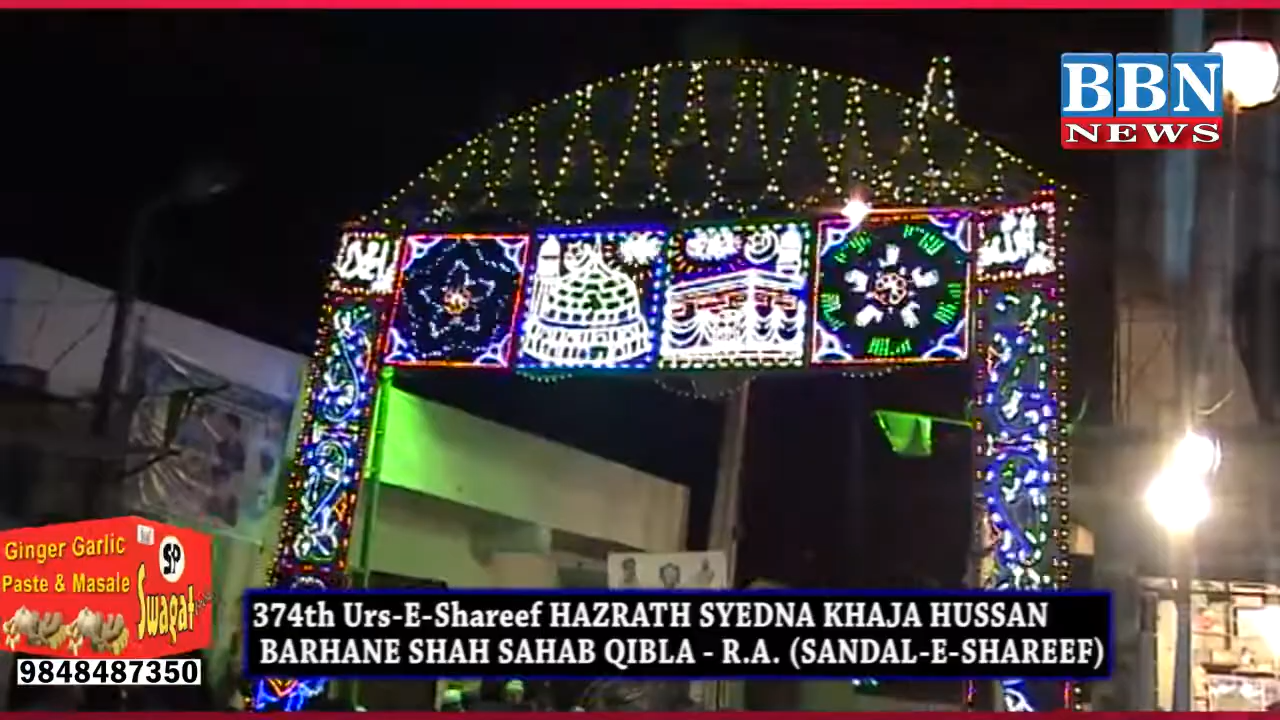 BBN
NEWS
الله
Ginger Garlic
Paste & Masale
SP
Swagat
9848487350
374th Urs-E-Shareef HAZRATH SYEDNA KHAJA HUSSAN
BARHANE SHAH SAHAB QIBLA - R.A. (SANDAL-E-SHAREEF)